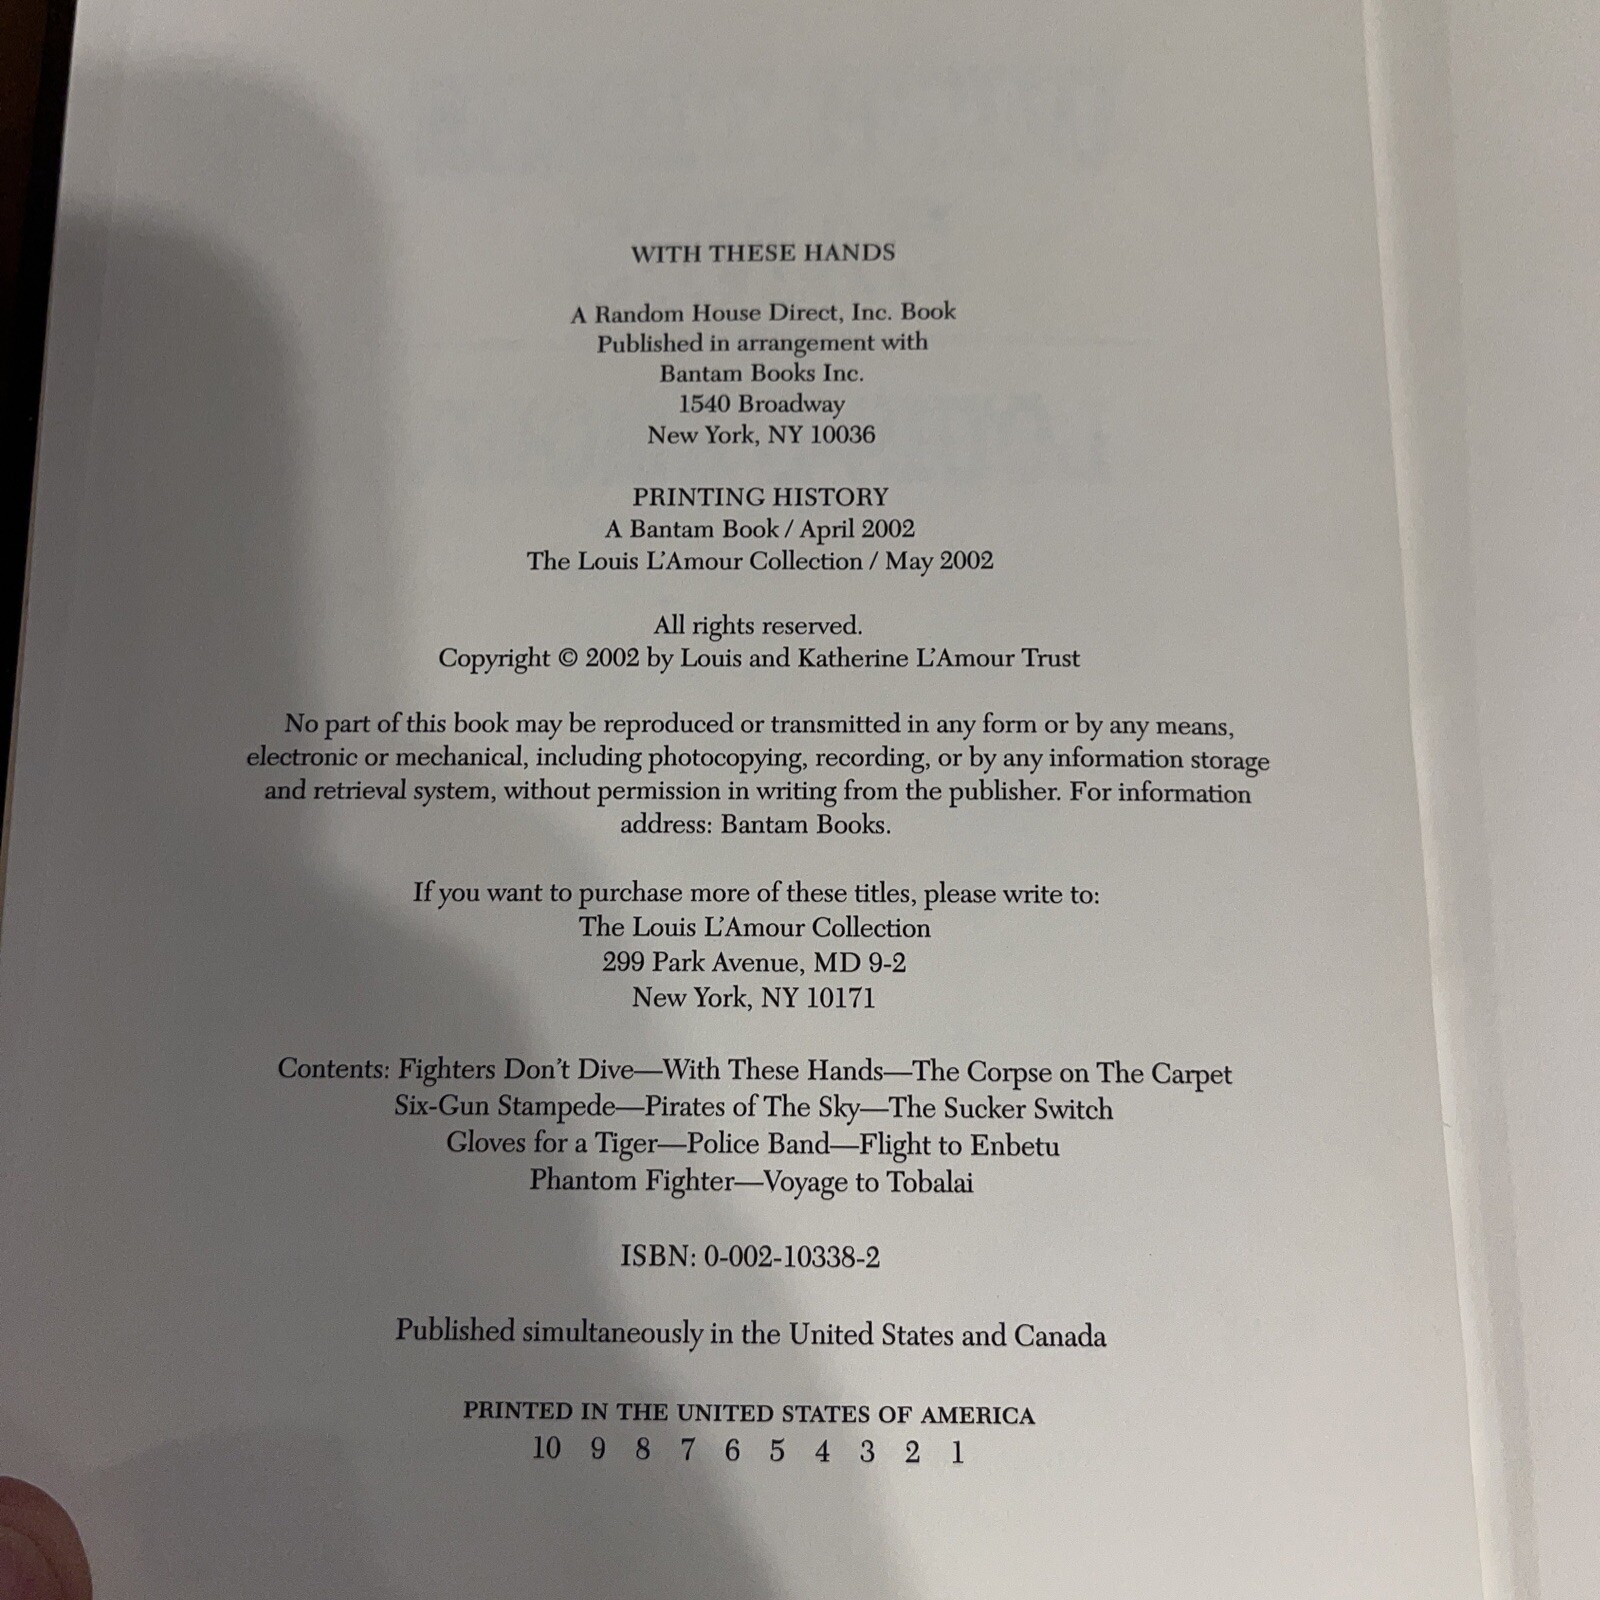 WITH THESE HANDS
A Random House Direct, Inc. Book
Published in arrangement with
Bantam Books Inc.
1540 Broadway
New York, NY 10036
PRINTING HISTORY
A Bantam Book / April 2002
The Louis L'Amour Collection / May 2002
All rights reserved.
Copyright © 2002 by Louis and Katherine L'Amour Trust
No part of this book may be reproduced or transmitted in any form or by any means,
electronic or mechanical, including photocopying, recording, or by any information storage
and retrieval system, without permission in writing from the publisher. For information
address: Bantam Books.
If you want to purchase more of these titles, please write to:
The Louis L'Amour Collection
299 Park Avenue, MD 9-2
New York, NY 10171
Contents: Fighters Don't Dive—With These Hands—The Corpse on The Carpet
Six-Gun Stampede—Pirates of The Sky—The Sucker Switch
Gloves for a Tiger—Police Band—Flight to Enbetu
Phantom Fighter—Voyage to Tobalai
ISBN: 0-002-10338-2
Published simultaneously in the United States and Canada
PRINTED IN THE UNITED STATES OF AMERICA
10 9 8 7 6 5 4 3 2 1